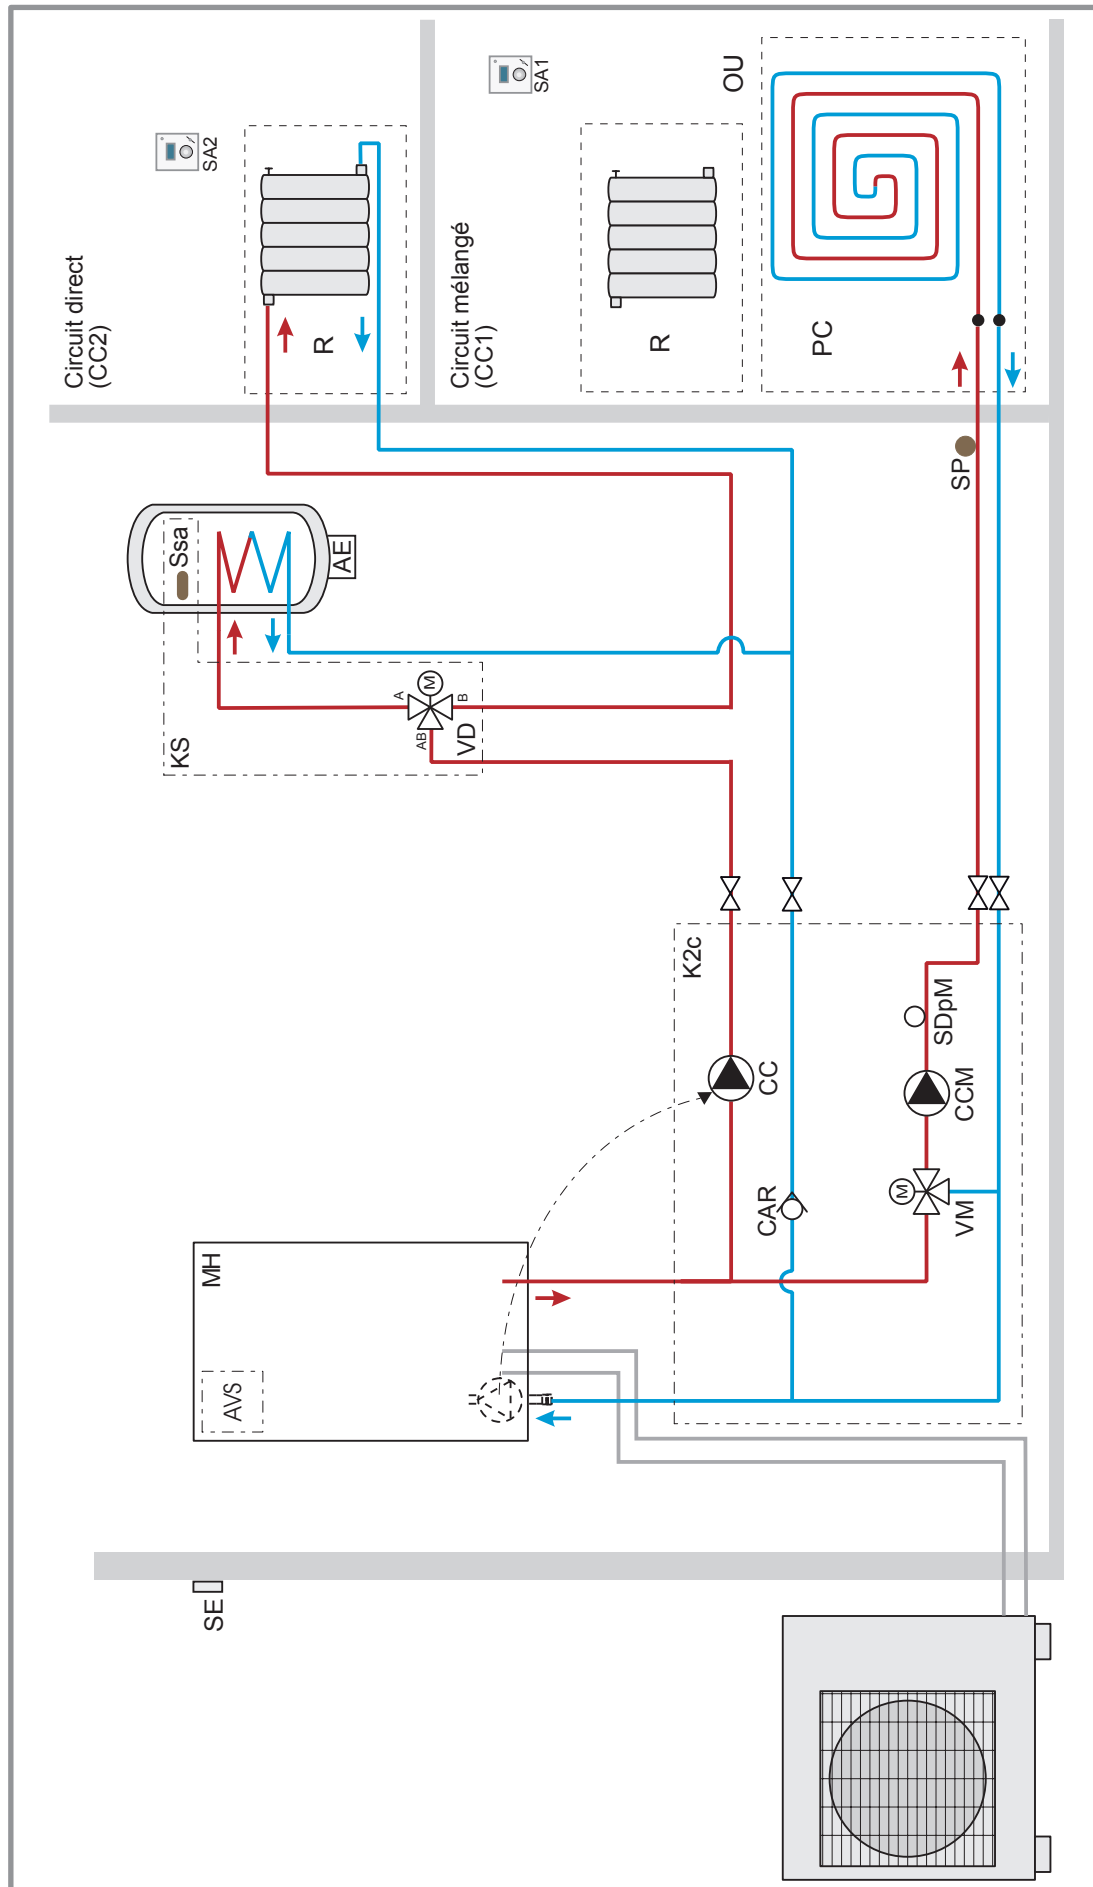 Circuit direct
(CC2)
SA2
R
Circuit mélangé
(CC1)
SA1
R
OU
PC
Ssa
AE
SP
KS
A
M
B
AB
VD
K2c
CC
SDpM
CCM
CAR
M
VM
MH
AVS
SE